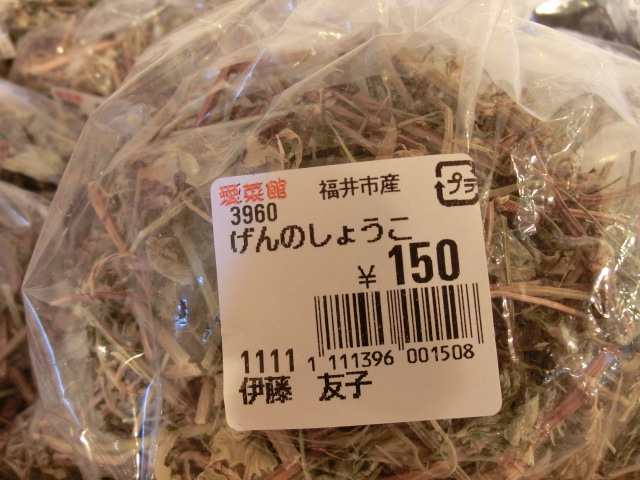 愛菜館 福井市産 プラ
3960
げんのしょうこ
¥150
1111 1 111396 001508
伊藤 友子